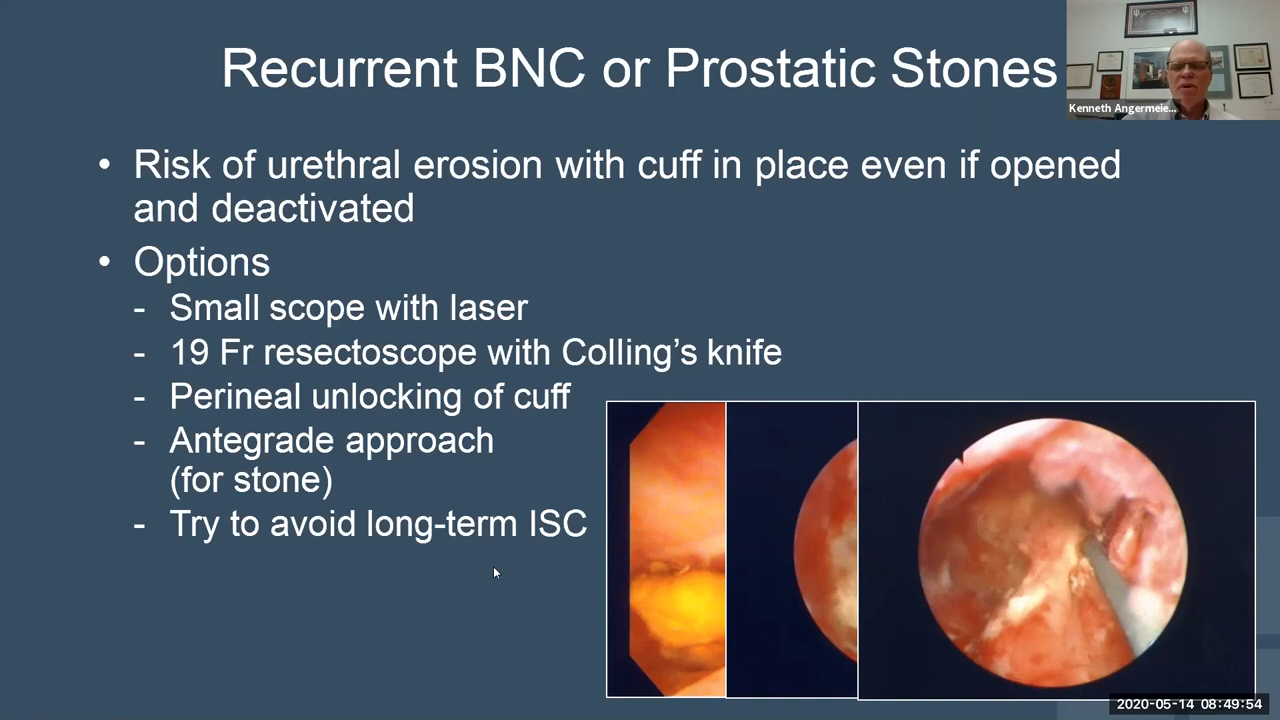 Recurrent BNC or Prostatic Stones
Kenneth Angermeie...
• Risk of urethral erosion with cuff in place even if opened
and deactivated
• Options
- Small scope with laser
- 19 Fr resectoscope with Colling's knife
- Perineal unlocking of cuff
- Antegrade approach
(for stone)
- Try to avoid long-term ISC
2020-05-14 08:49:54